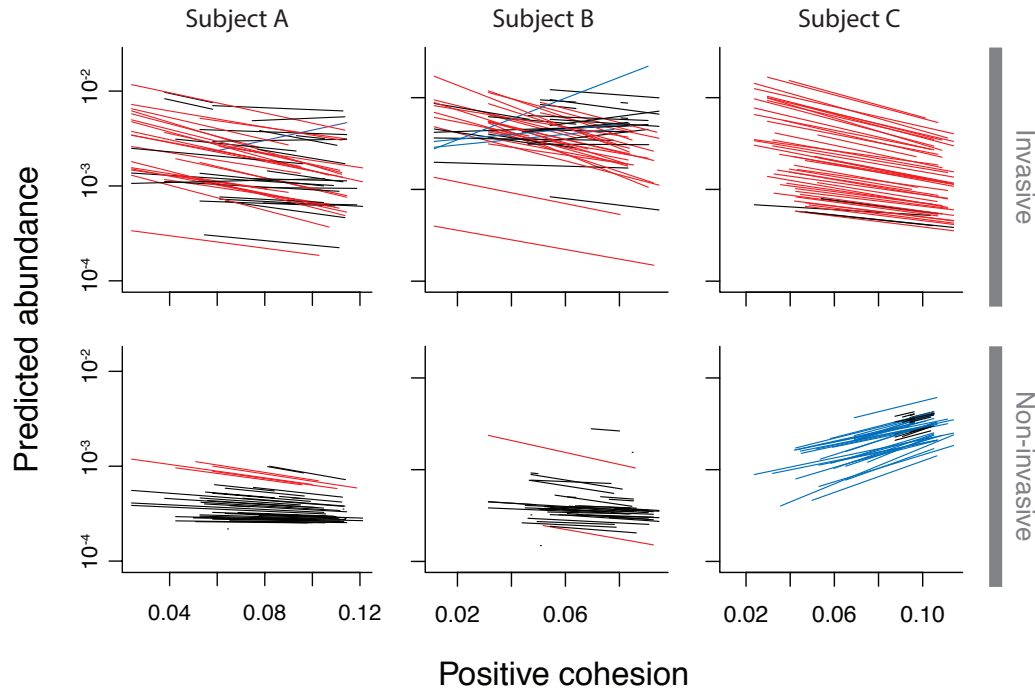 Subject A
Subject B
Subject C
Predicted abundance
10⁻²
10⁻³
10⁻⁴
Invasive
10⁻²
10⁻³
10⁻⁴
Non-invasive
0.04
0.08
0.12
0.02
0.06
0.02
0.06
0.10
Positive cohesion